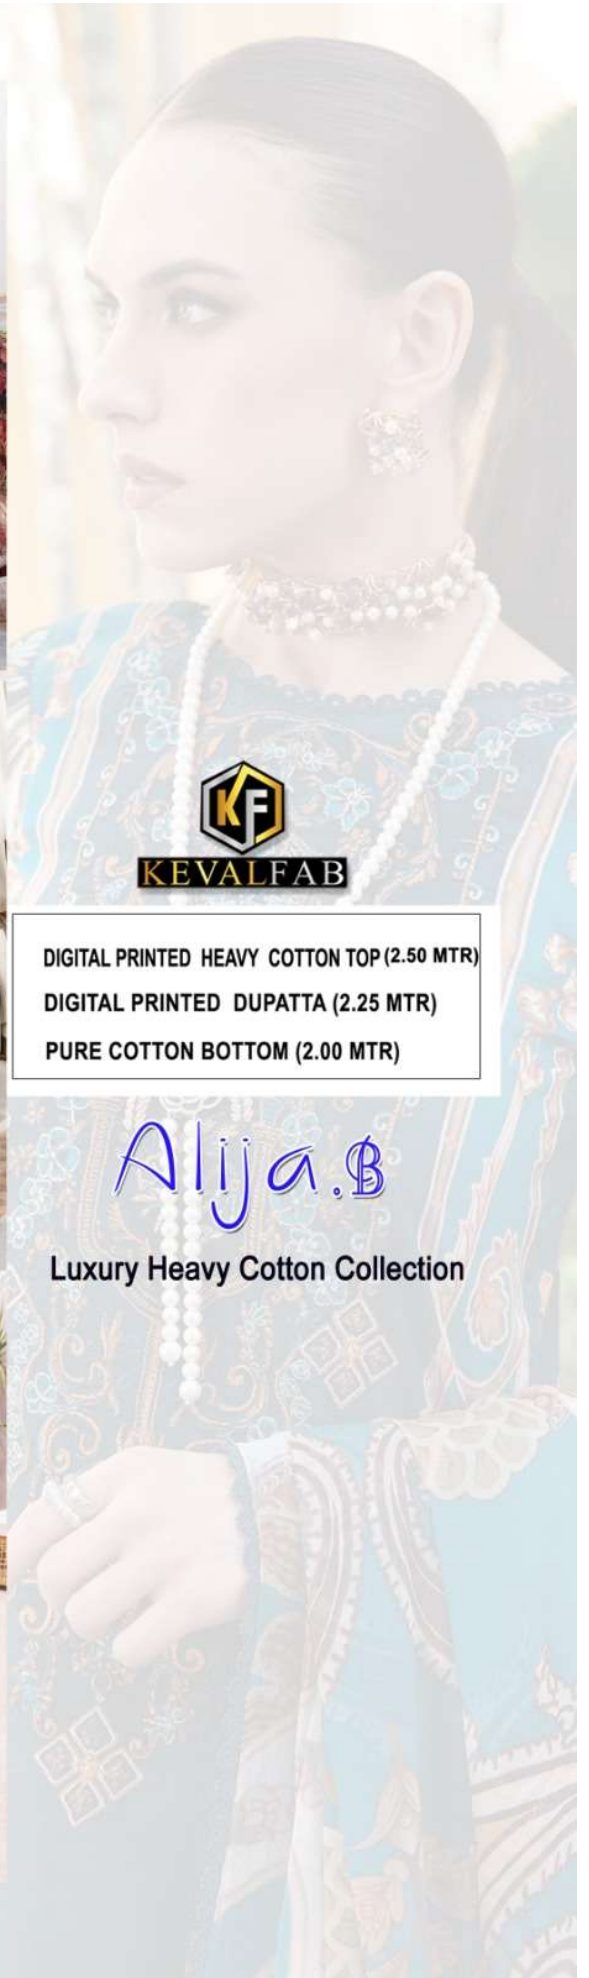 KF
KEVALFAB
DIGITAL PRINTED HEAVY COTTON TOP (2.50 MTR)
DIGITAL PRINTED DUPATTA (2.25 MTR)
PURE COTTON BOTTOM (2.00 MTR)
Alija.B
Luxury Heavy Cotton Collection